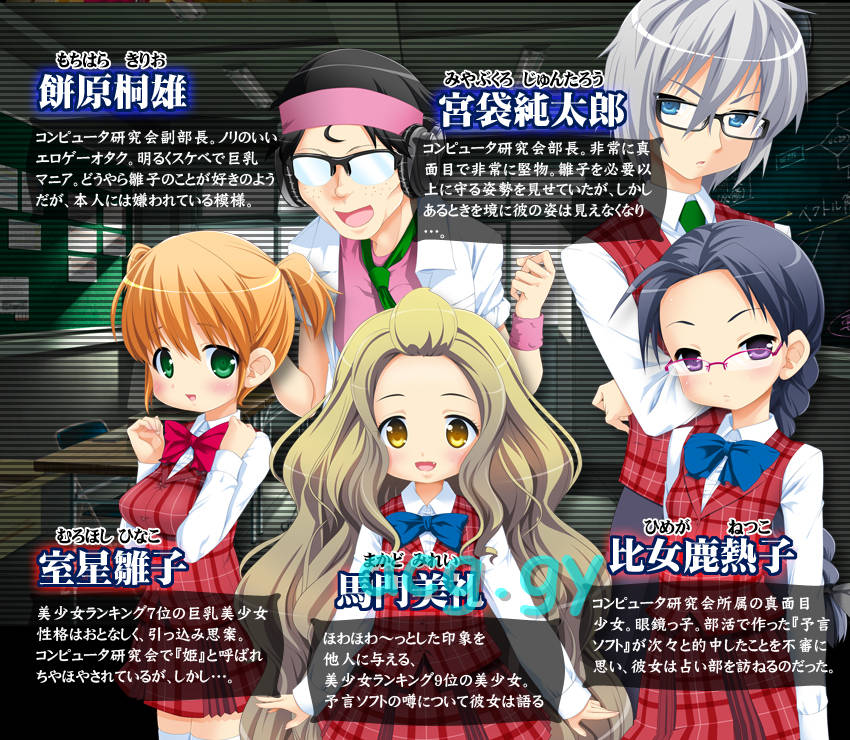 もちはら きりお
餅原桐雄
コンピュータ研究会副部長。ノリのいい
エロゲーオタク。明るくスケベで巨乳
マニア。どうやら雛子のことが好きのよう
だが、本人には嫌われている模様。
みやぶくろ じゅんたろう
宮袋純太郎
コンピュータ研究会部長。非常に真
面目で非常に堅物。雛子を必要以
上に守る姿勢を見せていたが、しかし
あるときを境に彼の姿は見えなくなり
…。
むろぼし ひなこ
室星雛子
美少女ランキング7位の巨乳美少女
性格はおとなしく、引っ込み思案。
コンピュータ研究会で『姫』と呼ばれ
ちやほやされているが、しかし…。
まかど みれい
馬門美礼
ほわほわ〜っとした印象を
他人に与える、
美少女ランキング9位の美少女。
予言ソフトの噂について彼女は語る
ひめが ねっこ
比女鹿熱子
コンピュータ研究会所属の真面目
少女。眼鏡っ子。部活で作った『予言
ソフト』が次々と的中したことを不審に
思い、彼女は占い部を訪ねるのだった。
ベクトル